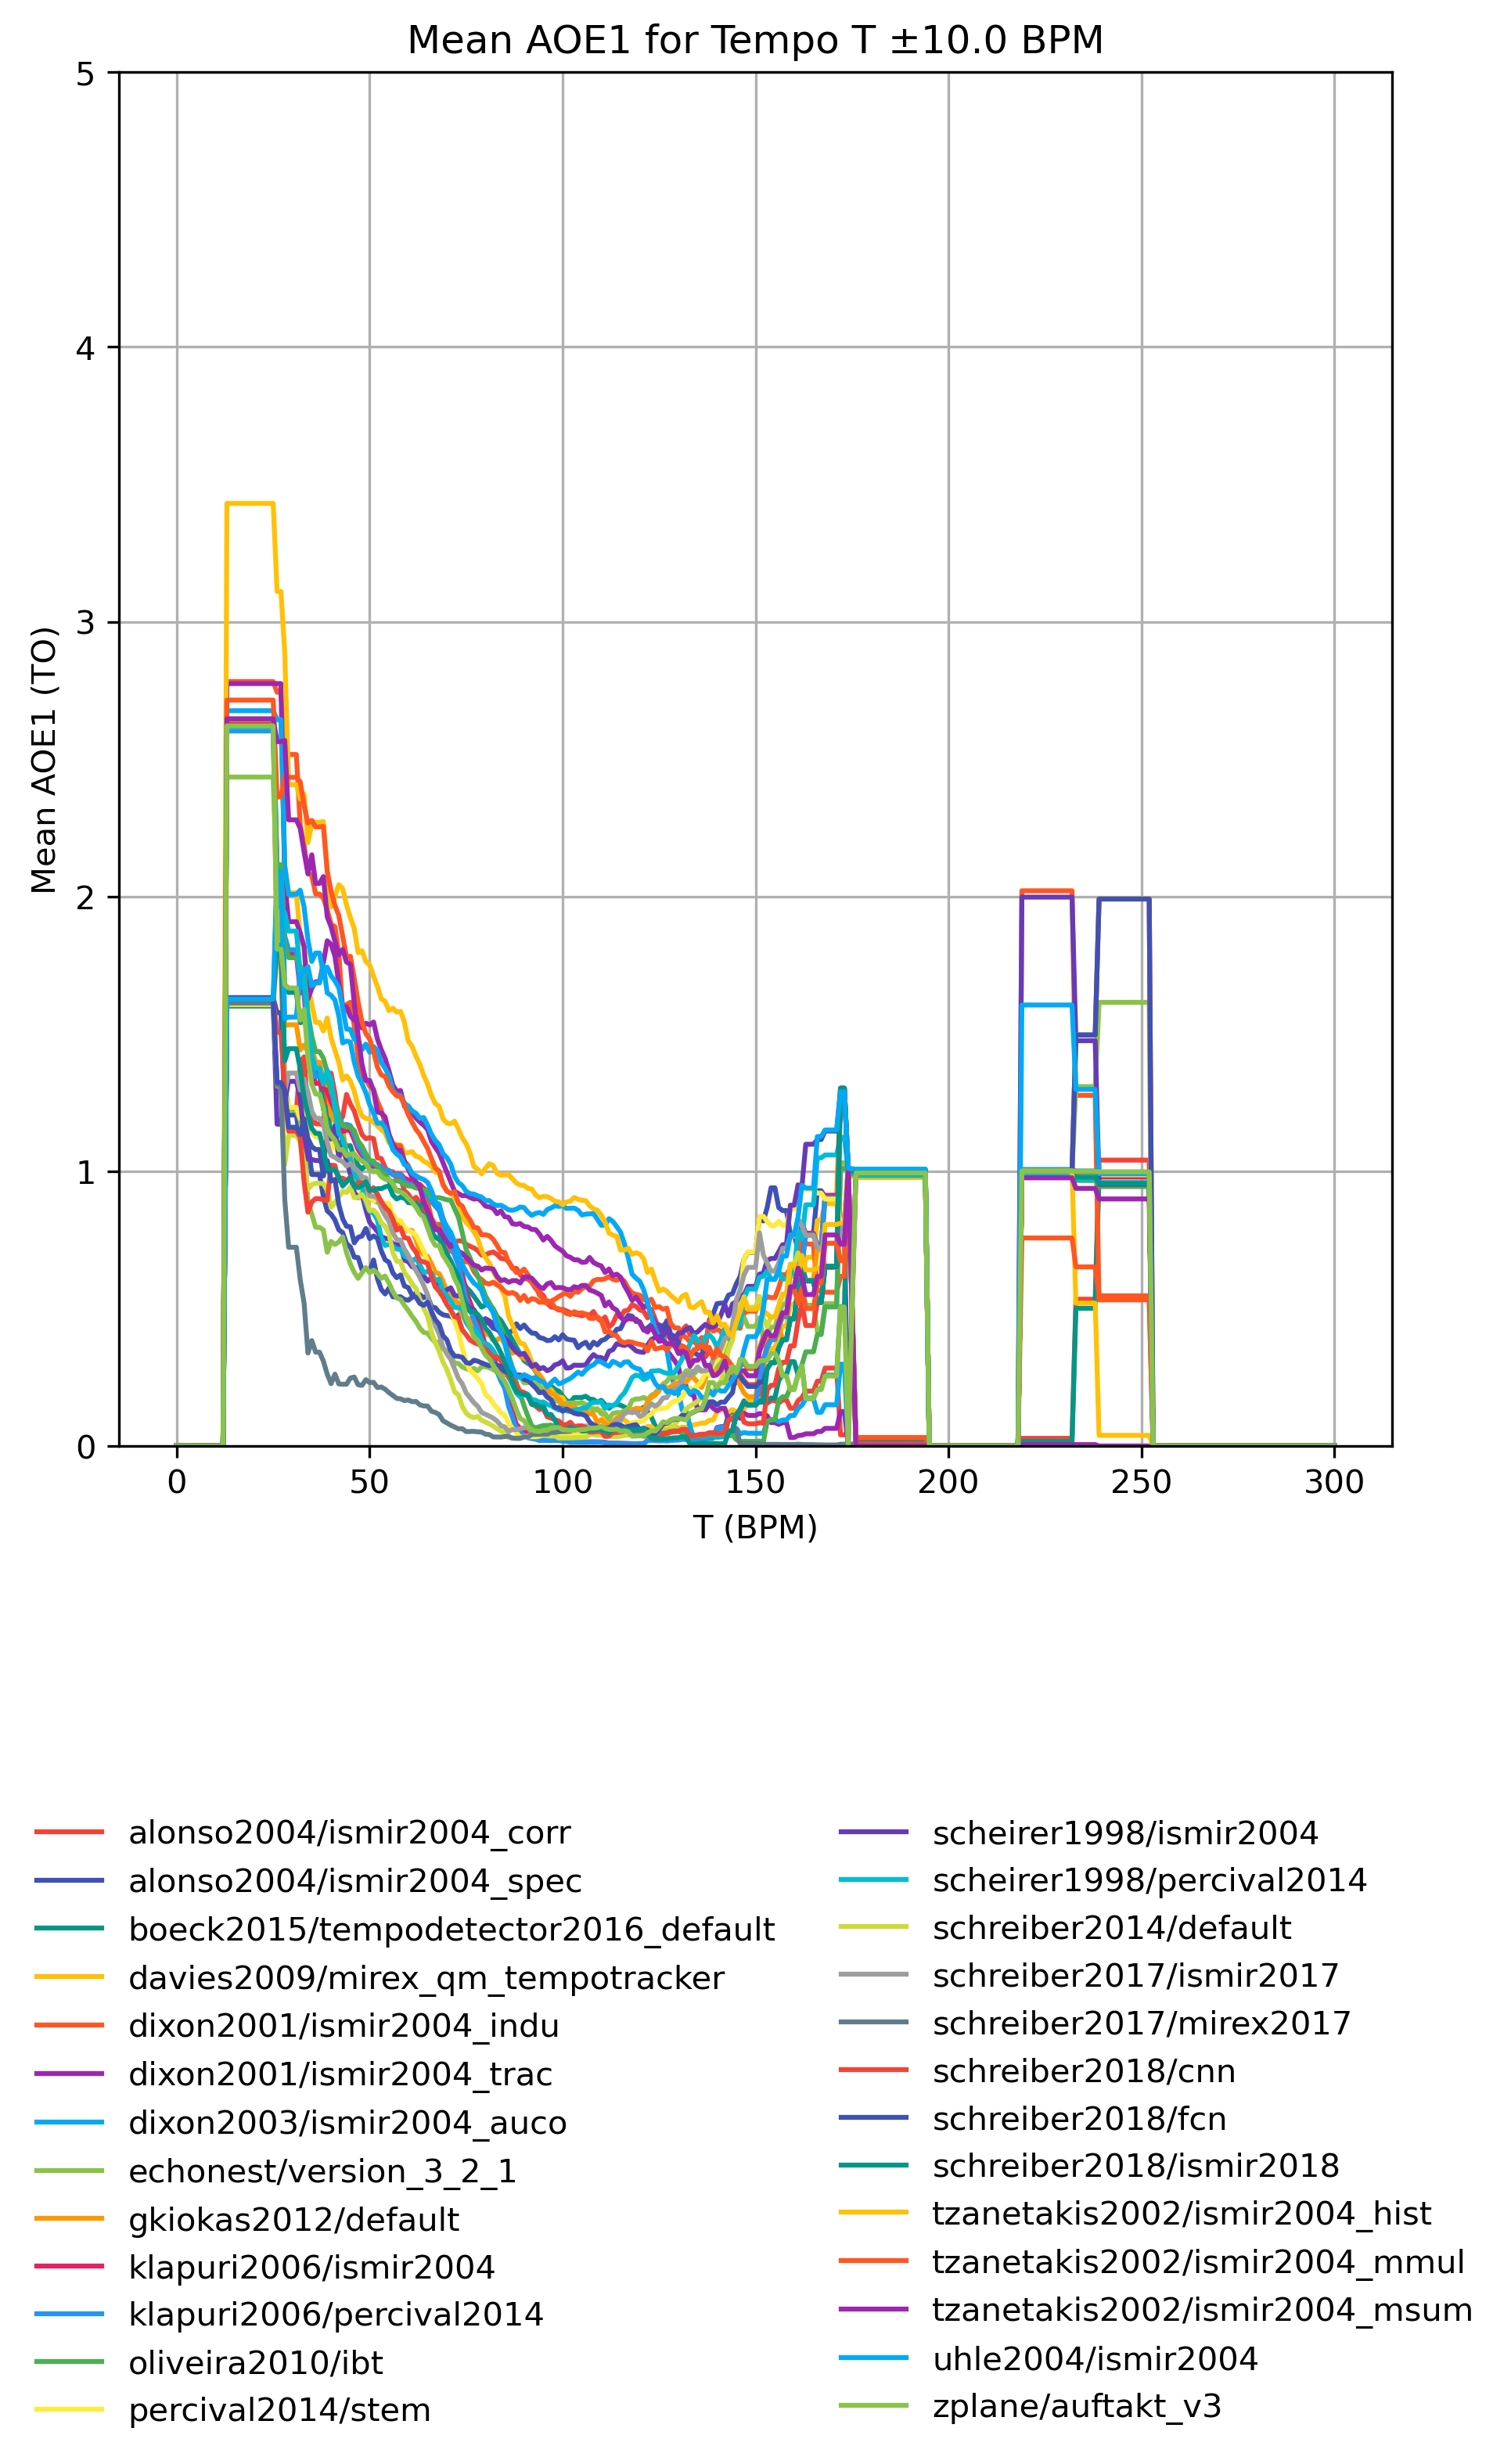 Mean AOE1 for Tempo T ±10.0 BPM
5
4
3
2
1
0
Mean AOE1 (TO)
0 50 100 150 200 250 300
T (BPM)
alonso2004/ismir2004_corr
alonso2004/ismir2004_spec
boeck2015/tempodetector2016_default
davies2009/mirex_qm_tempotracker
dixon2001/ismir2004_indu
dixon2001/ismir2004_trac
dixon2003/ismir2004_auco
echonest/version_3_2_1
gkiokas2012/default
klapuri2006/ismir2004
klapuri2006/percival2014
oliveira2010/ibt
percival2014/stem
scheirer1998/ismir2004
scheirer1998/percival2014
schreiber2014/default
schreiber2017/ismir2017
schreiber2017/mirex2017
schreiber2018/cnn
schreiber2018/fcn
schreiber2018/ismir2018
tzanetakis2002/ismir2004_hist
tzanetakis2002/ismir2004_mmul
tzanetakis2002/ismir2004_msum
uhle2004/ismir2004
zplane/auftakt_v3